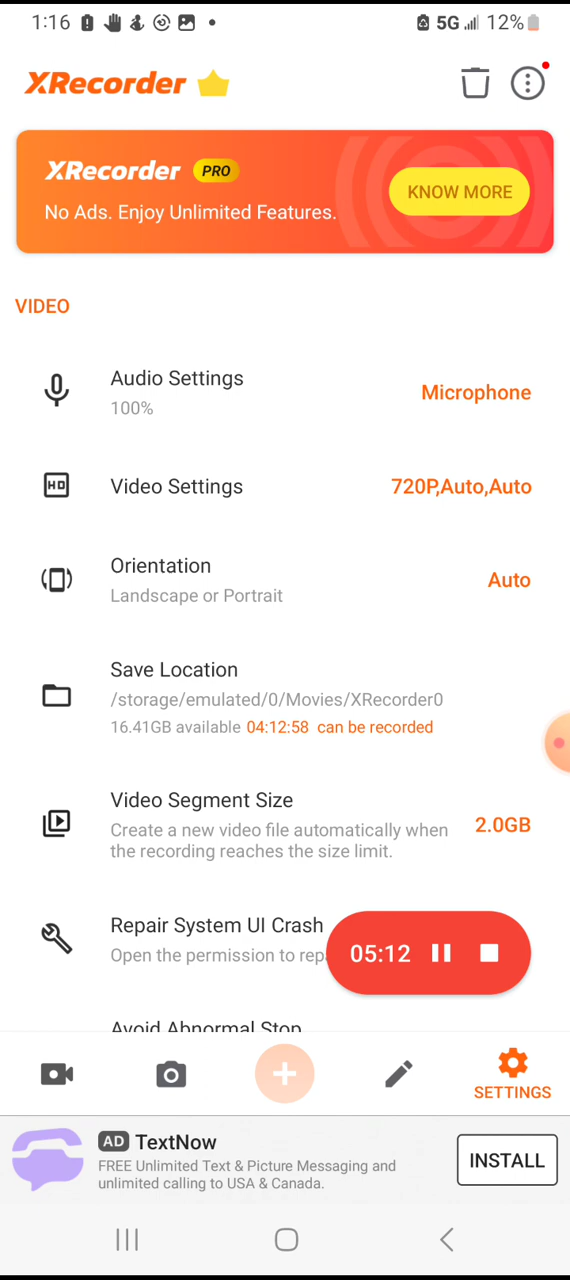 1:16
5G 12%
XRecorder
XRecorder PRO
No Ads. Enjoy Unlimited Features.
KNOW MORE
VIDEO
Audio Settings
100%
Microphone
HD
Video Settings
720P,Auto,Auto
Orientation
Landscape or Portrait
Auto
Save Location
/storage/emulated/0/Movies/XRecorder0
16.41GB available 04:12:58 can be recorded
Video Segment Size
Create a new video file automatically when
the recording reaches the size limit.
2.0GB
Repair System UI Crash
Open the permission to rep
05:12
Avoid Abnormal Stop
SETTINGS
AD TextNow
FREE Unlimited Text & Picture Messaging and
unlimited calling to USA & Canada.
INSTALL